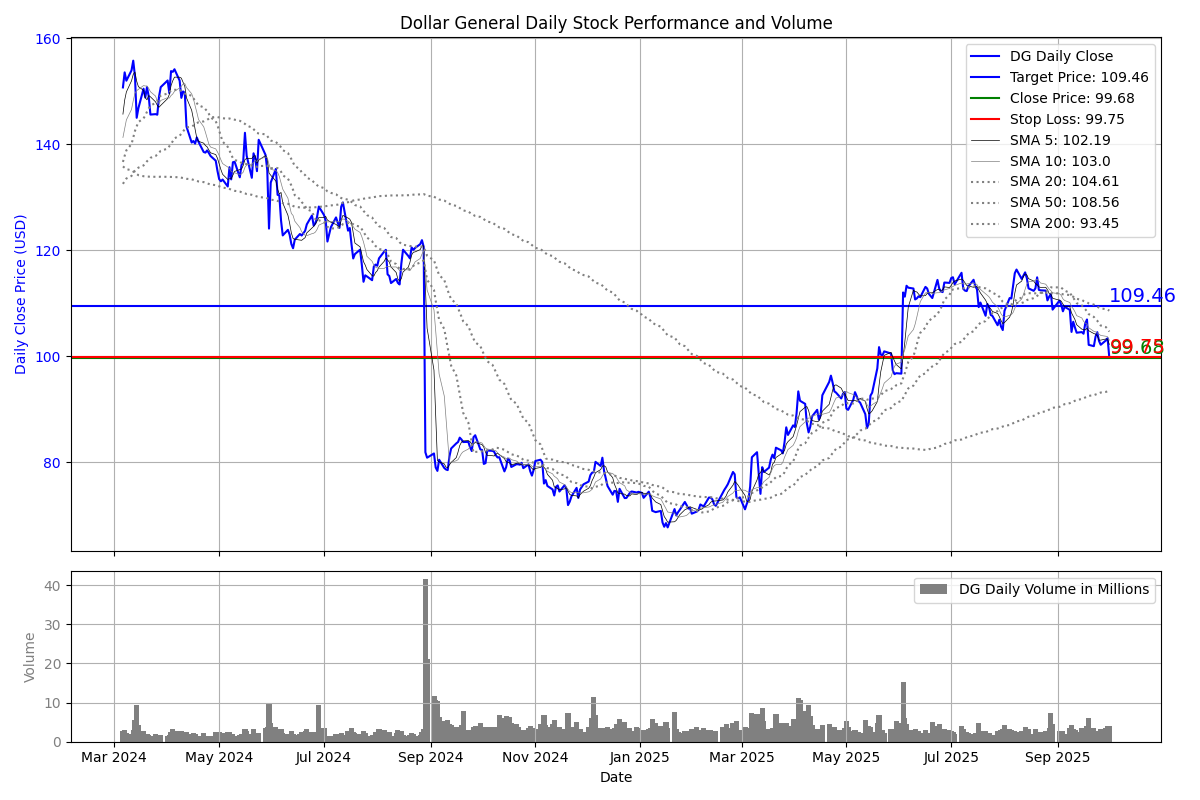 Dollar General Daily Stock Performance and Volume
160
140
120
100
80
Daily Close Price (USD)
DG Daily Close
Target Price: 109.46
Close Price: 99.68
Stop Loss: 99.75
SMA 5: 102.19
SMA 10: 103.0
SMA 20: 104.61
SMA 50: 108.56
SMA 200: 93.45
109.46
99.68
99.75
40
30
20
10
0
Volume
DG Daily Volume in Millions
Mar 2024 May 2024 Jul 2024 Sep 2024 Nov 2024 Jan 2025 Mar 2025 May 2025 Jul 2025 Sep 2025
Date